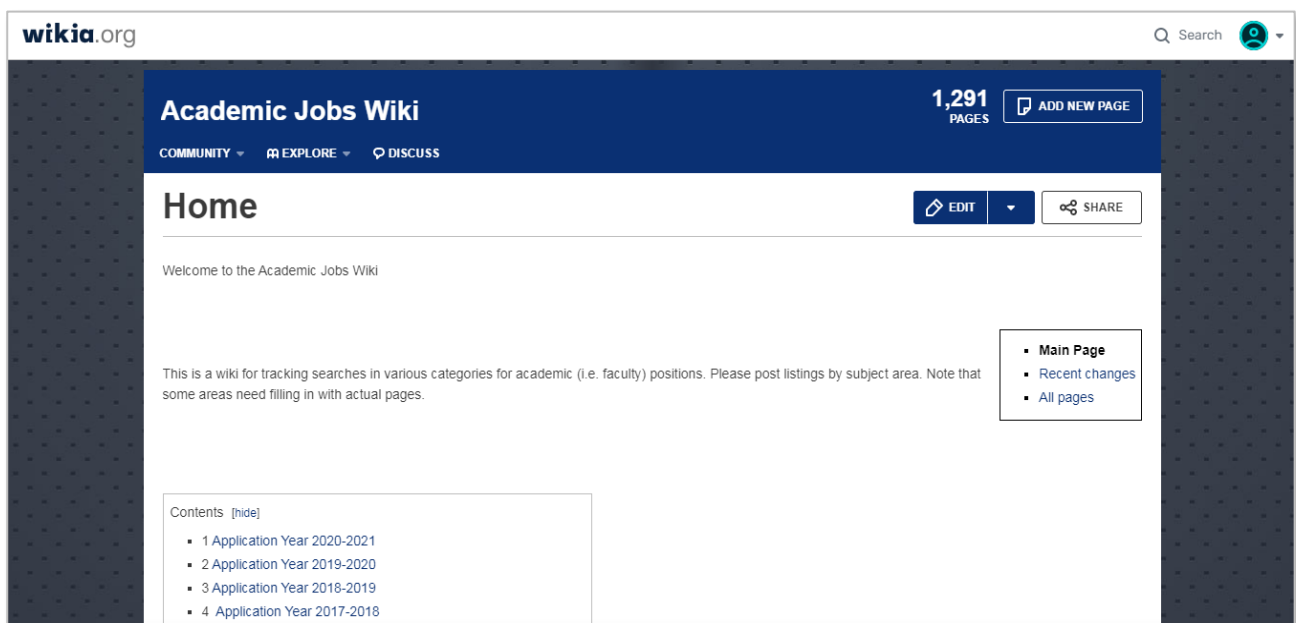 wikia.org
Search
Academic Jobs Wiki
1,291
PAGES
ADD NEW PAGE
COMMUNITY
EXPLORE
DISCUSS
Home
EDIT
SHARE
Welcome to the Academic Jobs Wiki
This is a wiki for tracking searches in various categories for academic (i.e. faculty) positions. Please post listings by subject area. Note that
some areas need filling in with actual pages.
Main Page
Recent changes
All pages
Contents [hide]
1 Application Year 2020-2021
2 Application Year 2019-2020
3 Application Year 2018-2019
4 Application Year 2017-2018